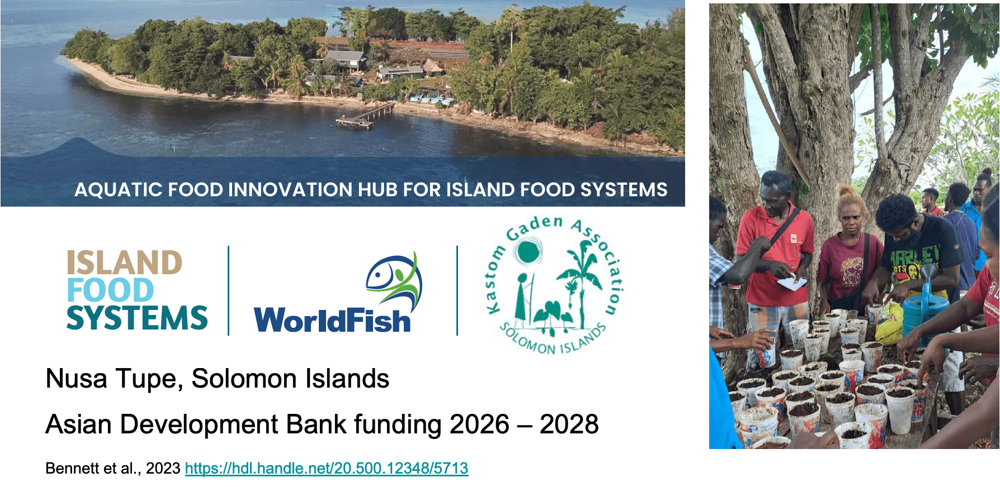 AQUATIC FOOD INNOVATION HUB FOR ISLAND FOOD SYSTEMS
ISLAND
FOOD
SYSTEMS
WorldFish
Kastom Gaden Association
SOLOMON ISLANDS
Nusa Tupe, Solomon Islands
Asian Development Bank funding 2026 – 2028
Bennett et al., 2023 https://hdl.handle.net/20.500.12348/5713